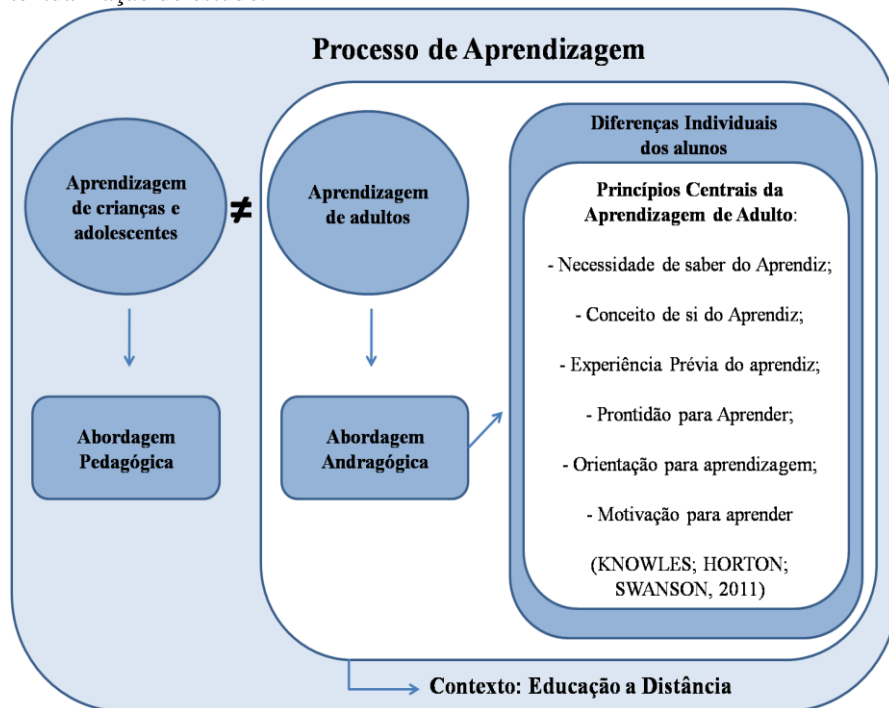 Processo de Aprendizagem
Aprendizagem
de crianças e
adolescentes
≠
Aprendizagem
de adultos
Abordagem
Pedagógica
Abordagem
Andragógica
Diferenças Individuais
dos alunos
Princípios Centrais da
Aprendizagem de Adulto:
- Necessidade de saber do Aprendiz;
- Conceito de si do Aprendiz;
- Experiência Prévia do aprendiz;
- Prontidão para Aprender;
- Orientação para aprendizagem;
- Motivação para aprender
(KNOWLES; HORTON;
SWANSON, 2011)
Contexto: Educação a Distância